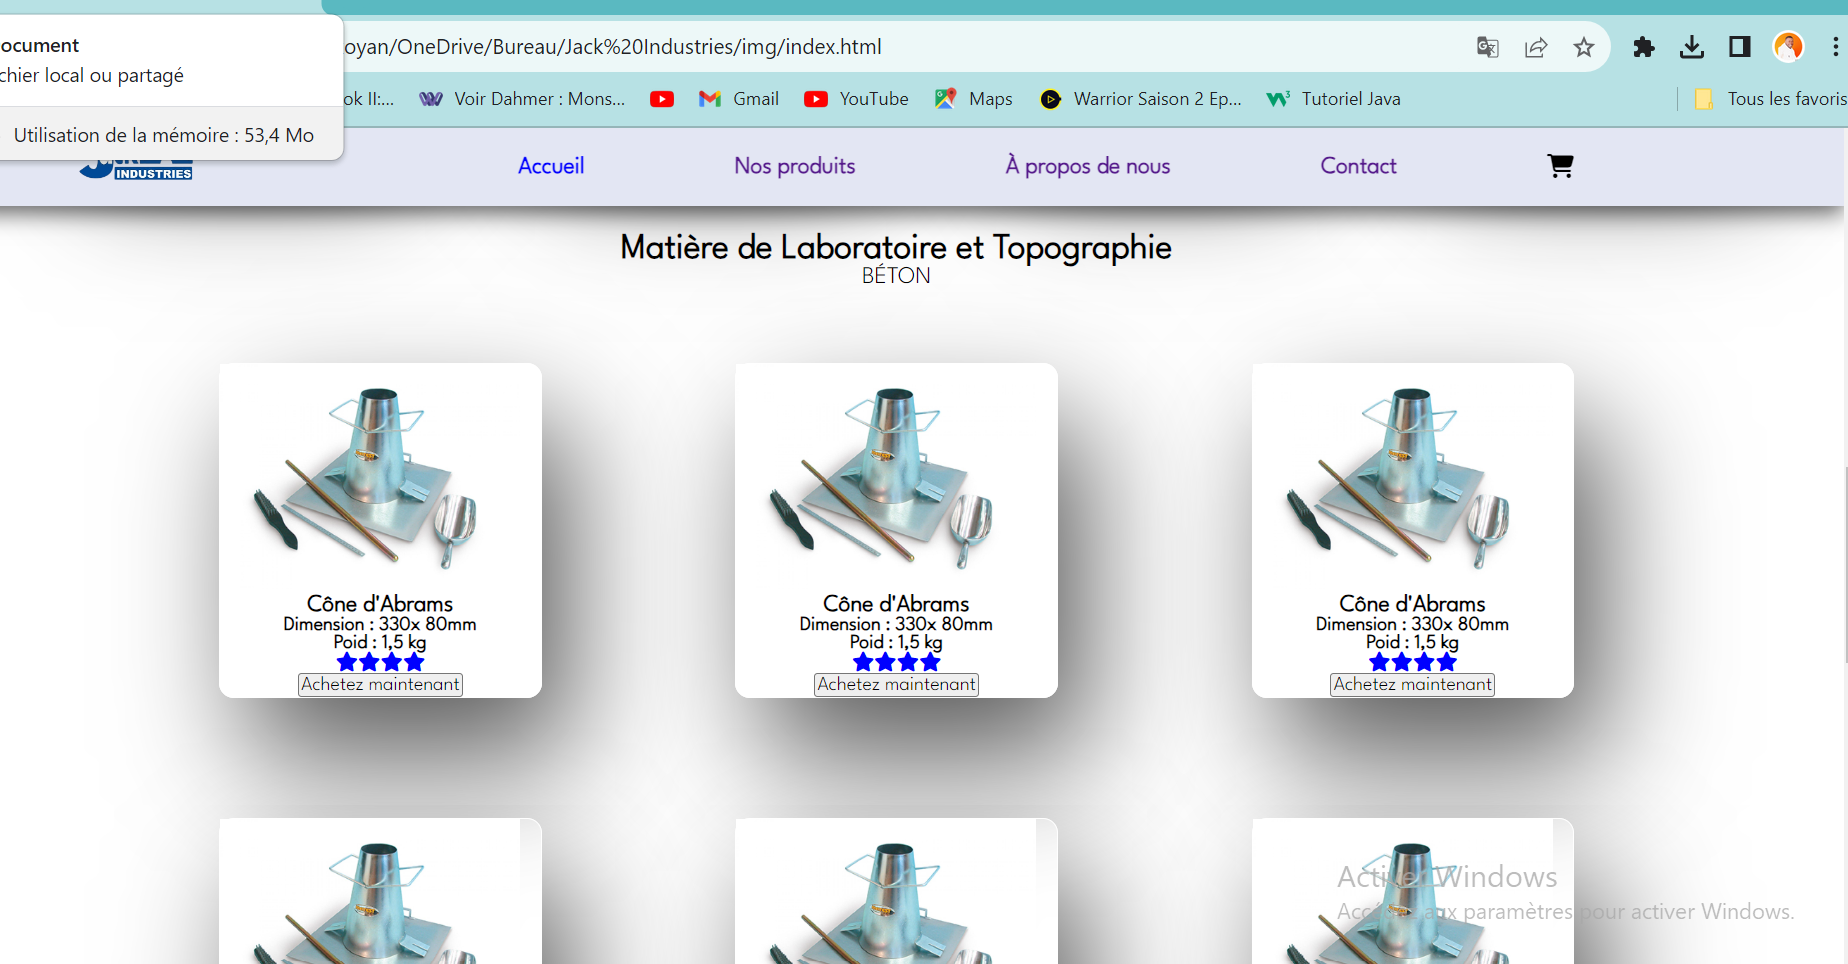 ocument
chier local ou partagé
Utilisation de la mémoire : 53,4 Mo
oyan/OneDrive/Bureau/Jack%20Industries/img/index.html
ok II:... Voir Dahmer : Mons... Gmail YouTube Maps Warrior Saison 2 Ep... Tutoriel Java Tous les favoris
INDUSTRIES
Accueil Nos produits À propos de nous Contact
Matière de Laboratoire et Topographie
BÉTON
Cône d'Abrams
Dimension : 330x 80mm
Poid : 1,5 kg
Achetez maintenant
Cône d'Abrams
Dimension : 330x 80mm
Poid : 1,5 kg
Achetez maintenant
Cône d'Abrams
Dimension : 330x 80mm
Poid : 1,5 kg
Achetez maintenant
Activer Windows
Accédez aux paramètres pour activer Windows.